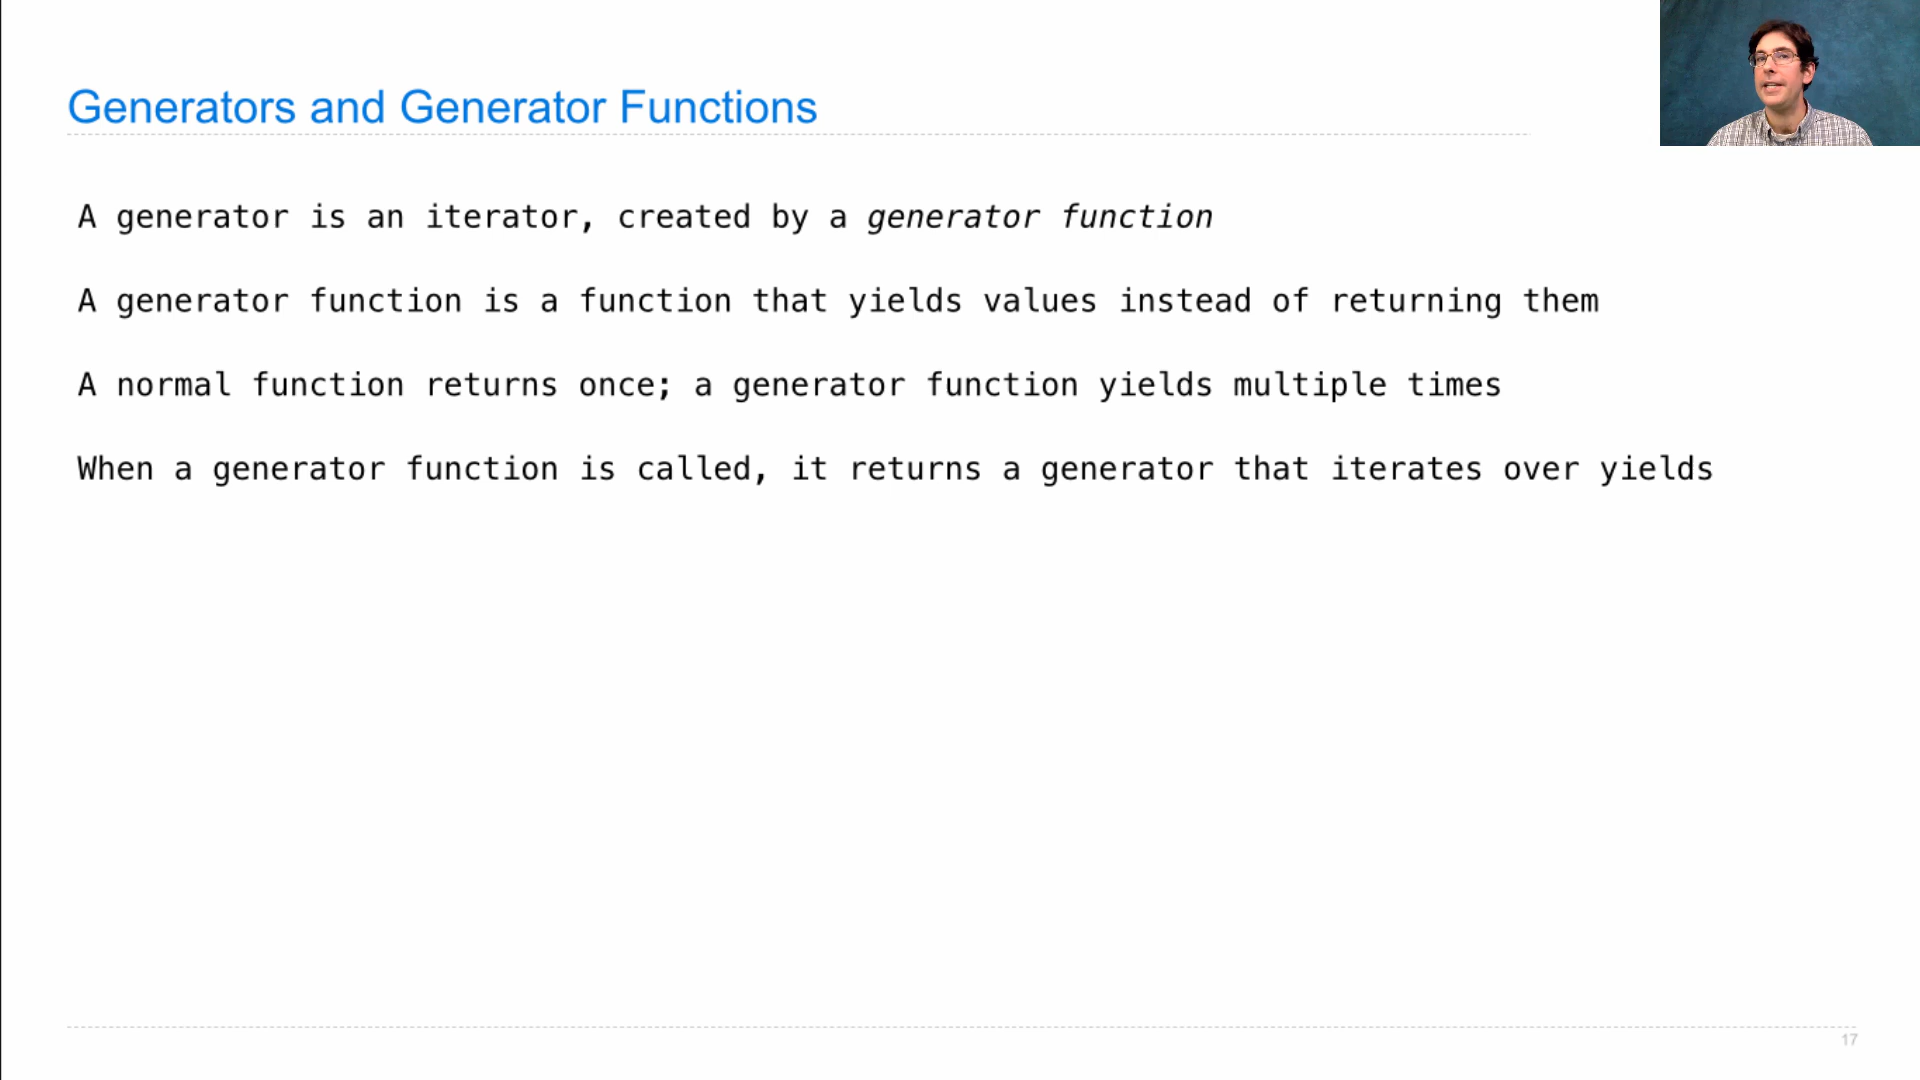 Generators and Generator Functions
A generator is an iterator, created by a generator function
A generator function is a function that yields values instead of returning them
A normal function returns once; a generator function yields multiple times
When a generator function is called, it returns a generator that iterates over yields
17